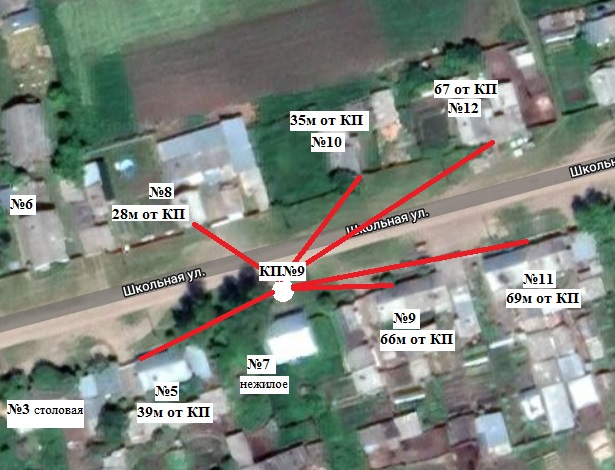 67 от КП
№12
35м от КП
№10
Школьная
№8
28м от КП
№6
Школьная ул.
КП№9
Школьная ул.
№11
69м от КП
№9
66м от КП
№7
нежилое
№5
39м от КП
№3 столовая